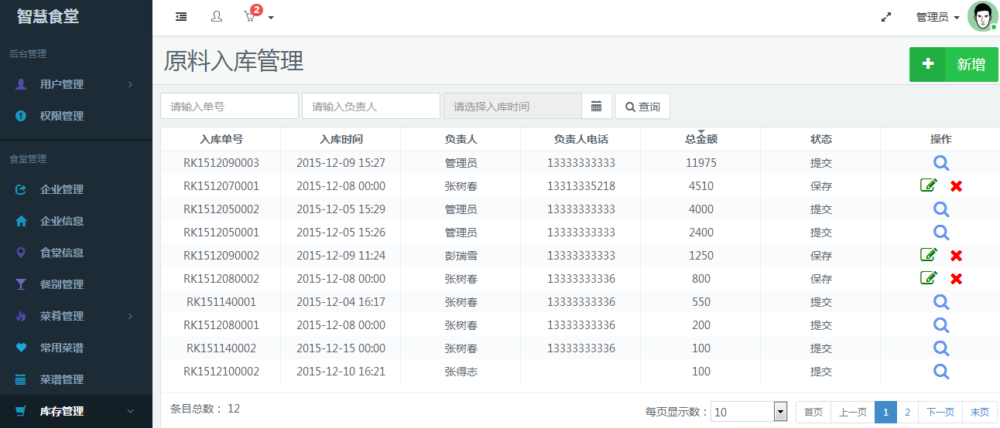 智慧食堂
2
管理员
后台管理
用户管理
权限管理
食堂管理
企业管理
企业信息
食堂信息
餐别管理
菜肴管理
常用菜谱
菜谱管理
库存管理
原料入库管理
新增
请输入单号 请输入负责人 请选择入库时间 查询
入库单号 入库时间 负责人 负责人电话 总金额 状态 操作
RK1512090003 2015-12-09 15:27 管理员 13333333333 11975 提交
RK1512070001 2015-12-08 00:00 张树春 13313335218 4510 保存
RK1512050002 2015-12-05 15:29 管理员 13333333333 4000 提交
RK1512050001 2015-12-05 15:26 管理员 13333333333 2400 提交
RK1512090002 2015-12-09 11:24 彭瑞雪 13333333333 1250 保存
RK1512080002 2015-12-08 00:00 张树春 13333333336 800 保存
RK151140001 2015-12-04 16:17 张树春 13333333336 550 提交
RK1512080001 2015-12-08 00:00 张树春 13333333336 200 提交
RK151140002 2015-12-15 00:00 张树春 13333333336 100 提交
RK1512100002 2015-12-10 16:21 张得志 100 提交
条目总数： 12 每页显示数：10 首页 上一页 1 2 下一页 末页